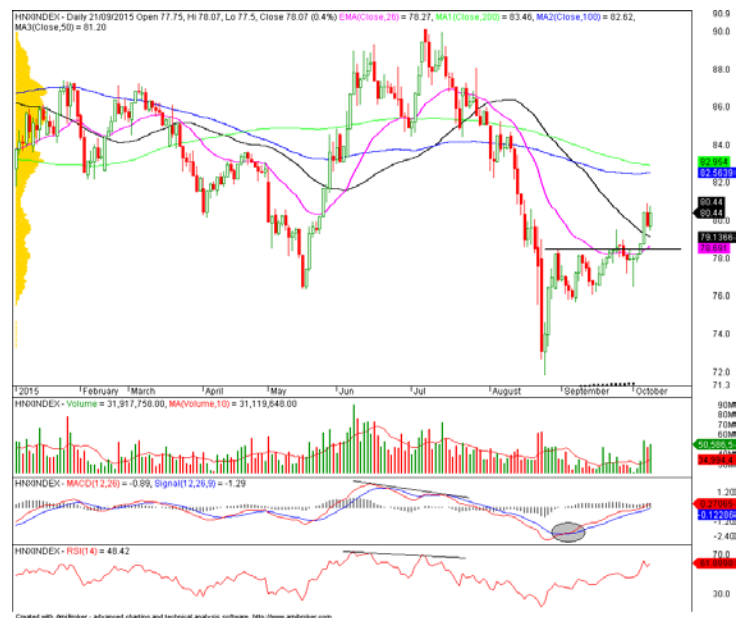 HNXINDEX - Daily 21/09/2015 Open 77.75, Hi 78.07, Lo 77.5, Close 78.07 (0.4%) EMA(Close,26) = 78.27, MA1(Close,200) = 83.46, MA2(Close,100) = 82.62,
MA3(Close,50) = 81.20
90.9
90.0
88.0
86.0
84.0
82.954
82.5639
82.0
80.44
80.44
80.0
79.1366
78.691
78.0
76.0
74.0
72.0
71.3
2015 February March April May Jun Jul August September October
HNXINDEX - Volume = 31,917,758.00, MA(Volume,10) = 31,119,648.00
90M
80M
70M
60M
50,586,5
HNXINDEX - MACD(12,26) = -0.89, Signal(12,26,9) = -1.29
1.20
-0.12206
-1.20
-2.40
HNXINDEX - RSI(14) = 48.42
70.0
30.0
Created with AmiBroker - advanced charting and technical analysis software. http://www.amibroker.com